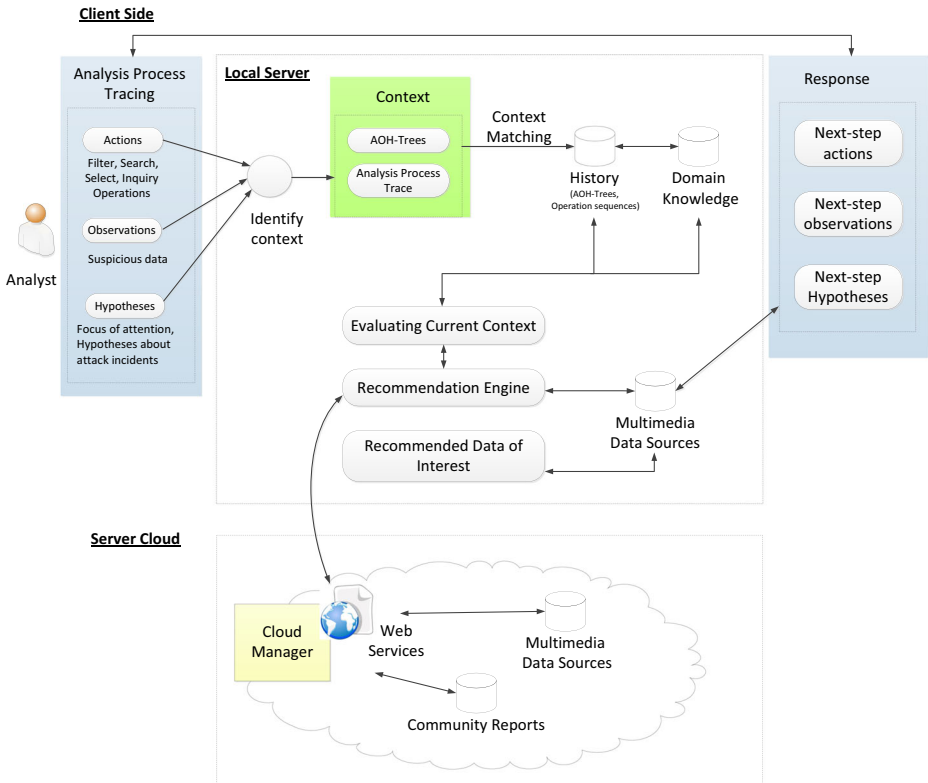 Client Side
Analysis Process
Tracing
Actions
Filter, Search,
Select, Inquiry
Operations
Observations
Suspicious data
Hypotheses
Focus of attention,
Hypotheses about
attack incidents
Analyst
Identify
context
Local Server
Context
AOH-Trees
Analysis Process
Trace
Context
Matching
History
(AOH-Trees,
Operation sequences)
Domain
Knowledge
Evaluating Current Context
Recommendation Engine
Recommended Data of
Interest
Multimedia
Data Sources
Response
Next-step
actions
Next-step
observations
Next-step
Hypotheses
Server Cloud
Cloud
Manager
Web
Services
Multimedia
Data Sources
Community Reports